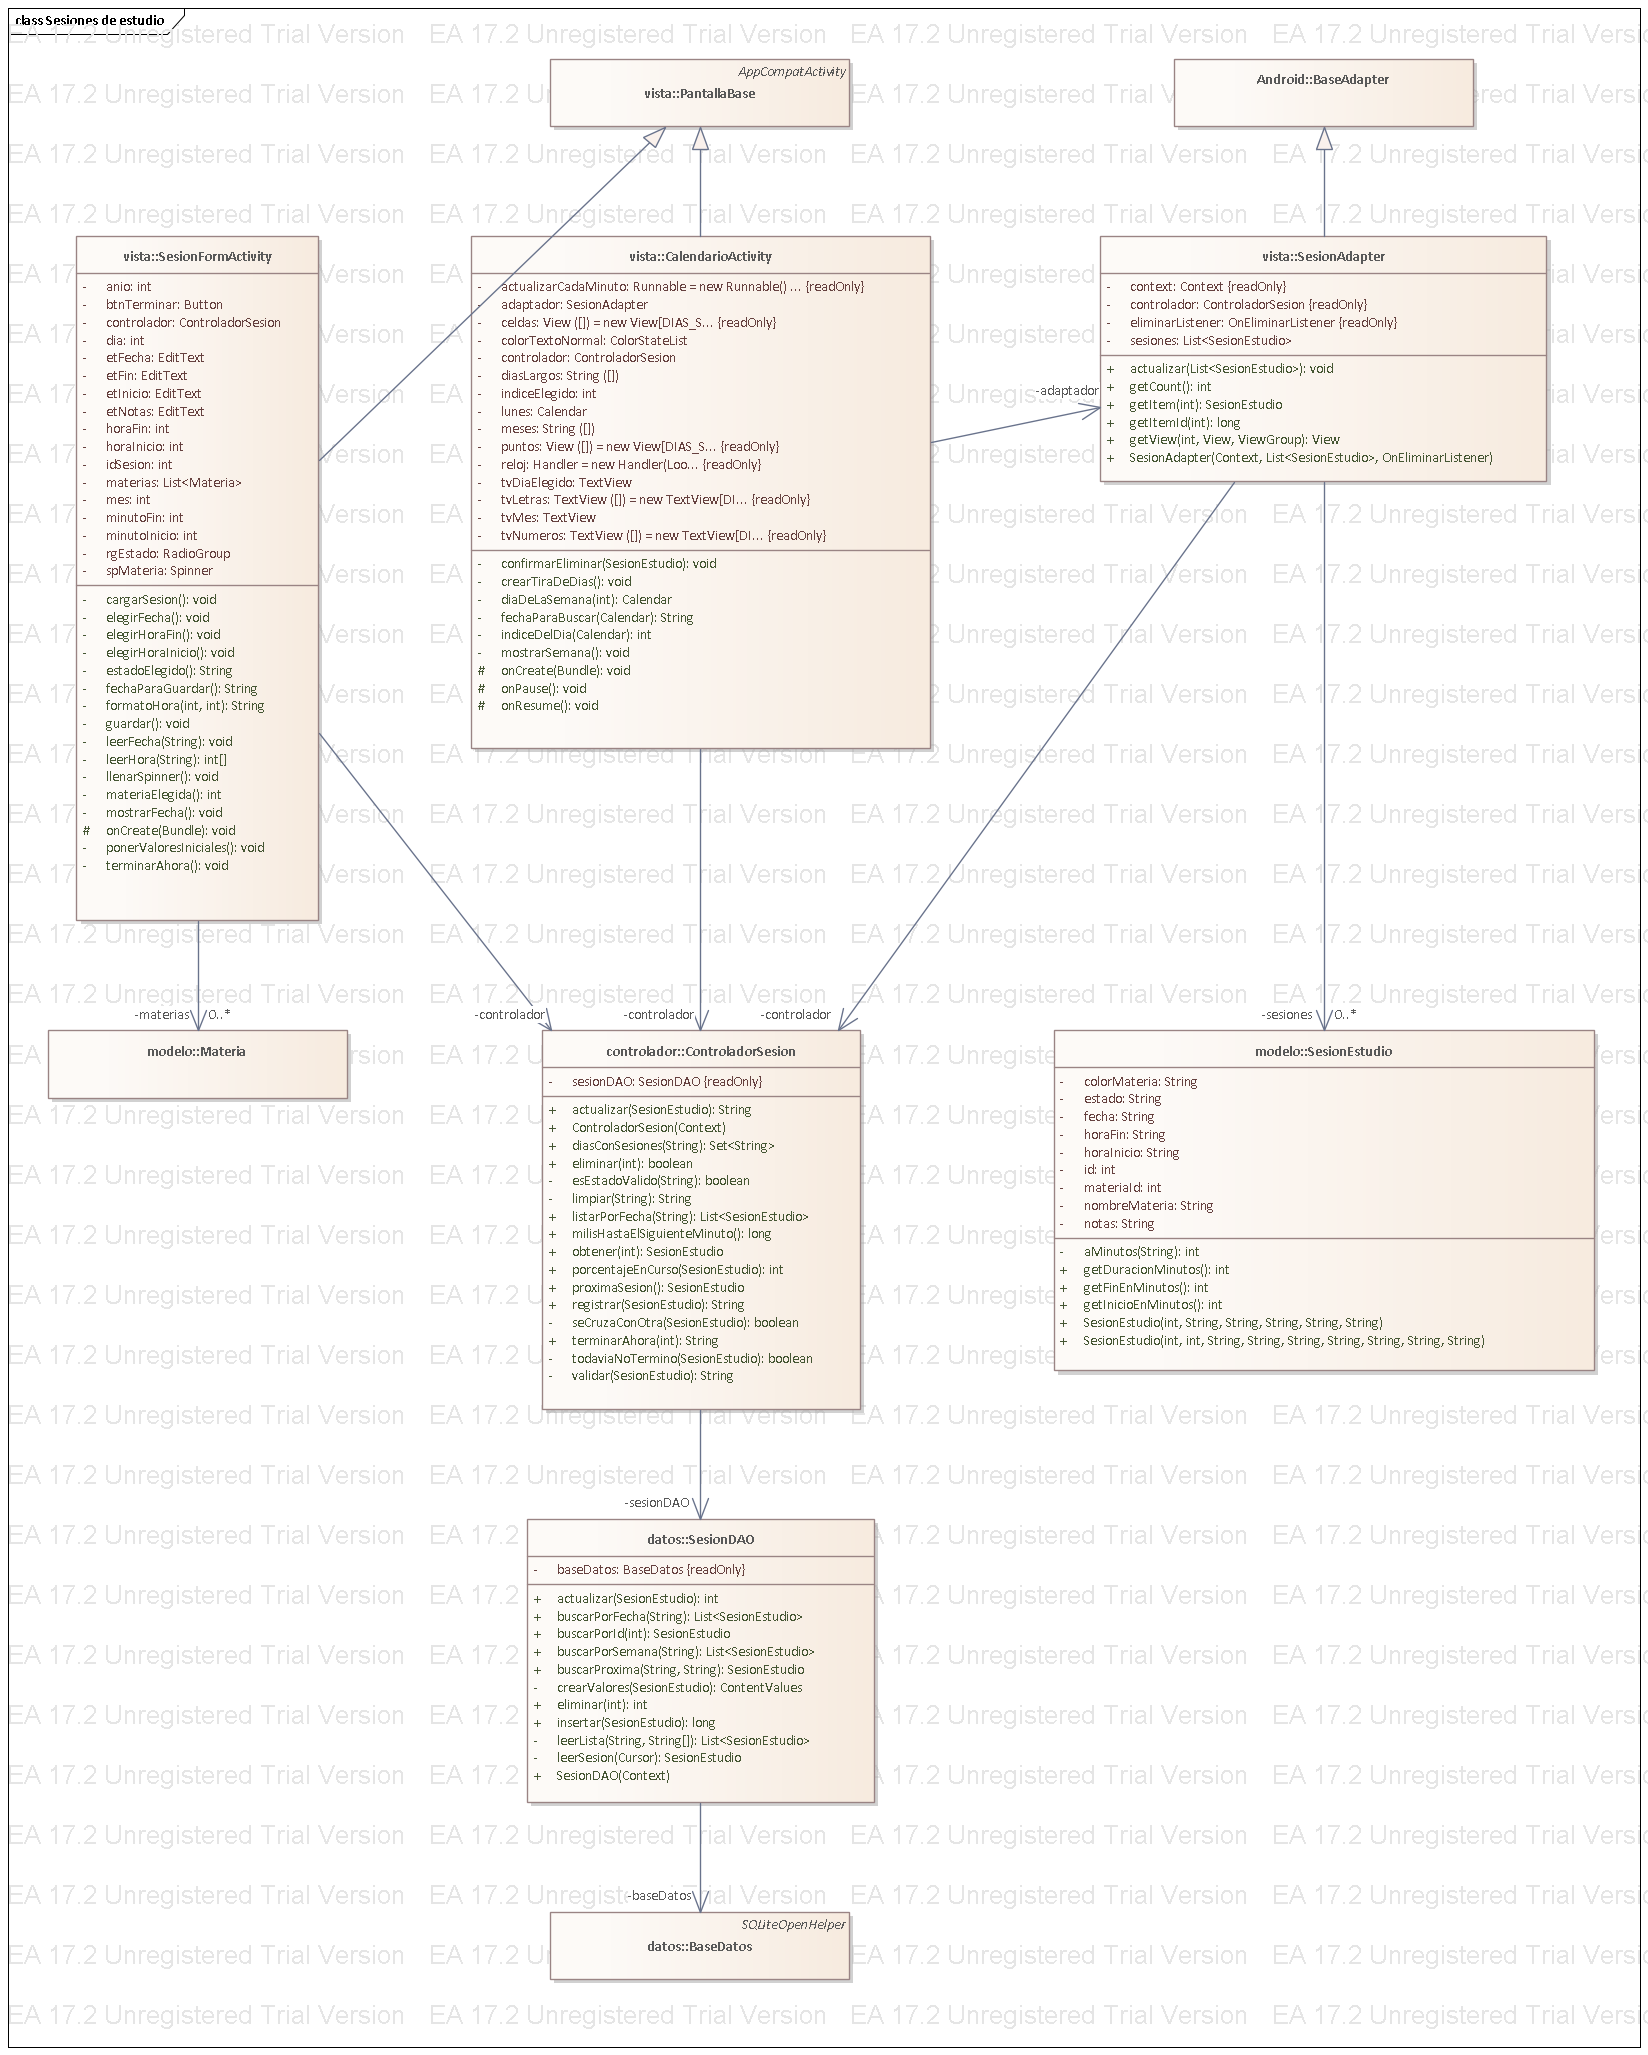 class Sesiones de estudio
AppCompatActivity
vista::PantallaBase
Android::BaseAdapter
vista::SesionFormActivity
- anio: int
- btnTerminar: Button
- controlador: ControladorSesion
- dia: int
- etFecha: EditText
- etFin: EditText
- etInicio: EditText
- etNotas: EditText
- horaFin: int
- horaInicio: int
- idSesion: int
- materias: List<Materia>
- mes: int
- minutoFin: int
- minutoInicio: int
- rgEstado: RadioGroup
- spMateria: Spinner
- cargarSesion(): void
- elegirFecha(): void
- elegirHoraFin(): void
- elegirHoraInicio(): void
- estadoElegido(): String
- fechaParaGuardar(): String
- formatoHora(int, int): String
- guardar(): void
- leerFecha(String): void
- leerHora(String): int[]
- llenarSpinner(): void
- materiaElegida(): int
- mostrarFecha(): void
# onCreate(Bundle): void
- ponerValoresIniciales(): void
- terminarAhora(): void
vista::CalendarioActivity
- actualizarCadaMinuto: Runnable = new Runnable() ... {readOnly}
- adaptador: SesionAdapter
- celdas: View ([]) = new View[DIAS_S... {readOnly}
- colorTextoNormal: ColorStateList
- controlador: ControladorSesion
- diasLargos: String ([])
- indiceElegido: int
- lunes: Calendar
- meses: String ([])
- puntos: View ([]) = new View[DIAS_S... {readOnly}
- reloj: Handler = new Handler(Loo... {readOnly}
- tvDiaElegido: TextView
- tvLetras: TextView ([]) = new TextView[DI... {readOnly}
- tvMes: TextView
- tvNumeros: TextView ([]) = new TextView[DI... {readOnly}
- confirmarEliminar(SesionEstudio): void
- crearTiraDeDias(): void
- diaDeLaSemana(int): Calendar
- fechaParaBuscar(Calendar): String
- indiceDelDia(Calendar): int
- mostrarSemana(): void
# onCreate(Bundle): void
# onPause(): void
# onResume(): void
vista::SesionAdapter
- context: Context {readOnly}
- controlador: ControladorSesion {readOnly}
- eliminarListener: OnEliminarListener {readOnly}
- sesiones: List<SesionEstudio>
+ actualizar(List<SesionEstudio>): void
+ getCount(): int
+ getItem(int): SesionEstudio
+ getItemId(int): long
+ getView(int, View, ViewGroup): View
+ SesionAdapter(Context, List<SesionEstudio>, OnEliminarListener)
-adaptador
-materias 0..*
-controlador
-controlador
-controlador
-sesiones 0..*
modelo::Materia
controlador::ControladorSesion
- sesionDAO: SesionDAO {readOnly}
+ actualizar(SesionEstudio): String
+ ControladorSesion(Context)
+ diasConSesiones(String): Set<String>
+ eliminar(int): boolean
- esEstadoValido(String): boolean
- limpiar(String): String
+ listarPorFecha(String): List<SesionEstudio>
+ milisHastaElSiguienteMinuto(): long
+ obtener(int): SesionEstudio
+ porcentajeEnCurso(SesionEstudio): int
+ proximaSesion(): SesionEstudio
+ registrar(SesionEstudio): String
- seCruzaConOtra(SesionEstudio): boolean
+ terminarAhora(int): String
- todaviaNoTermino(SesionEstudio): boolean
- validar(SesionEstudio): String
modelo::SesionEstudio
- colorMateria: String
- estado: String
- fecha: String
- horaFin: String
- horaInicio: String
- id: int
- materiaId: int
- nombreMateria: String
- notas: String
- aMinutos(String): int
+ getDuracionMinutos(): int
+ getFinEnMinutos(): int
+ getInicioEnMinutos(): int
+ SesionEstudio(int, String, String, String, String, String)
+ SesionEstudio(int, int, String, String, String, String, String, String, String)
-sesionDAO
datos::SesionDAO
- baseDatos: BaseDatos {readOnly}
+ actualizar(SesionEstudio): int
+ buscarPorFecha(String): List<SesionEstudio>
+ buscarPorId(int): SesionEstudio
+ buscarPorSemana(String): List<SesionEstudio>
+ buscarProxima(String, String): SesionEstudio
- crearValores(SesionEstudio): ContentValues
+ eliminar(int): int
+ insertar(SesionEstudio): long
- leerLista(String, String[]): List<SesionEstudio>
- leerSesion(Cursor): SesionEstudio
+ SesionDAO(Context)
-baseDatos
SQLiteOpenHelper
datos::BaseDatos
EA 17.2 Unregistered Trial Version